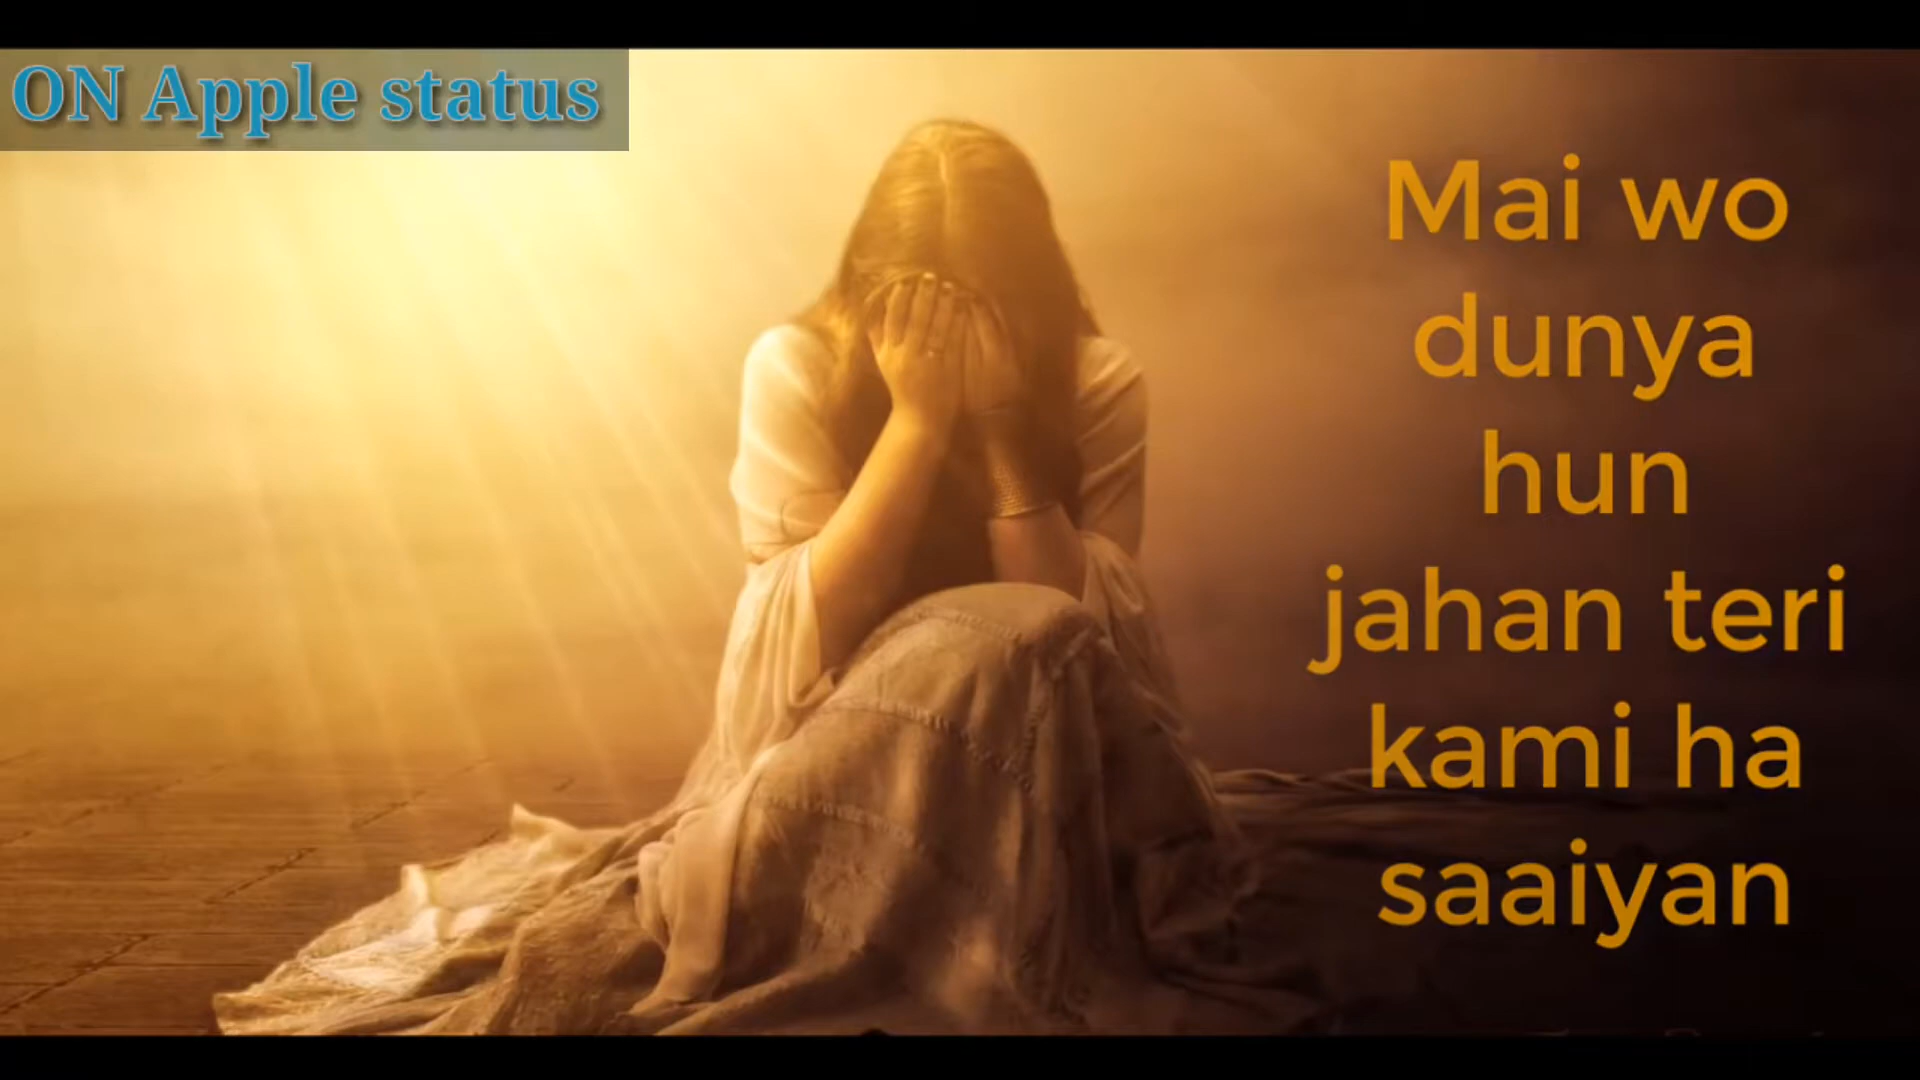 ON Apple status
Mai wo
dunya
hun
jahan teri
kami ha
saaiyan